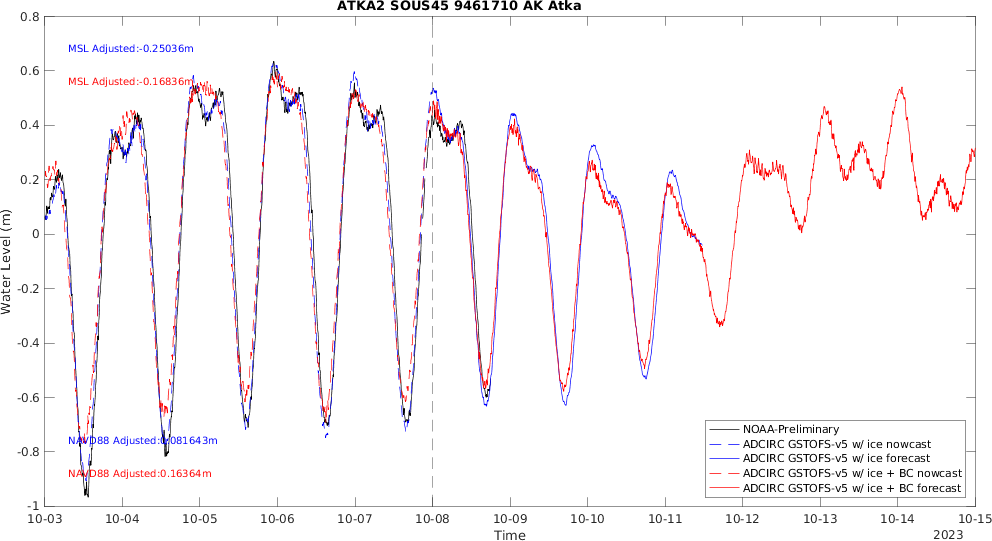 ATKA2 SOUS45 9461710 AK Atka
0.8
0.6
0.4
0.2
0
-0.2
-0.4
-0.6
-0.8
-1
Water Level (m)
MSL Adjusted:-0.25036m
MSL Adjusted:-0.16836m
NAVD88 Adjusted:0.081643m
NAVD88 Adjusted:0.16364m
NOAA-Preliminary
ADCIRC GSTOFS-v5 w/ ice nowcast
ADCIRC GSTOFS-v5 w/ ice forecast
ADCIRC GSTOFS-v5 w/ ice + BC nowcast
ADCIRC GSTOFS-v5 w/ ice + BC forecast
10-03 10-04 10-05 10-06 10-07 10-08 10-09 10-10 10-11 10-12 10-13 10-14 10-15
Time
2023